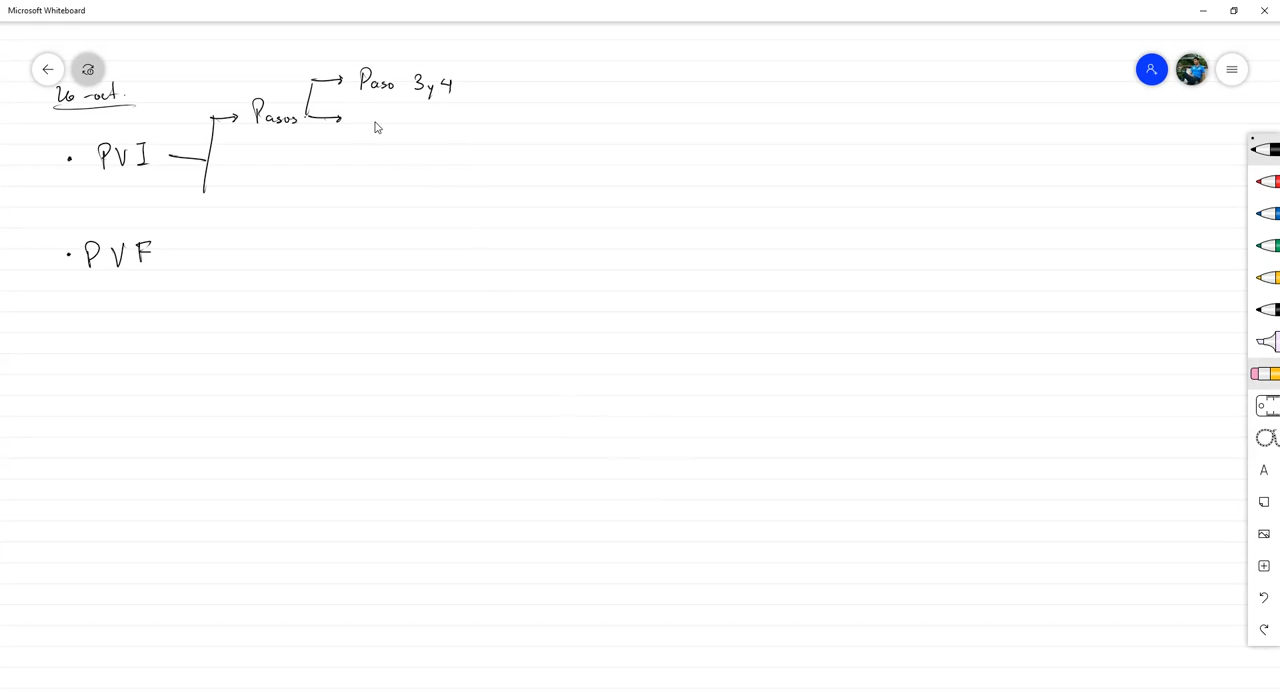 Microsoft Whiteboard
26 - oct.
Paso 3 y 4
Pasos
• PVI
• PVF
A